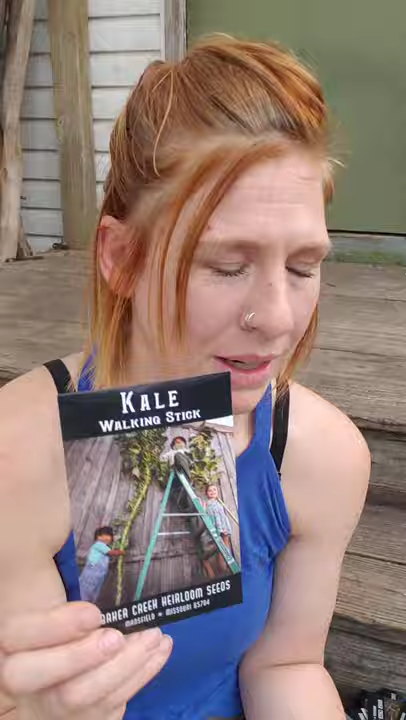 KALE
WALKING STICK
BAKER CREEK HEIRLOOM SEEDS
MANSFIELD ★ MISSOURI 65704